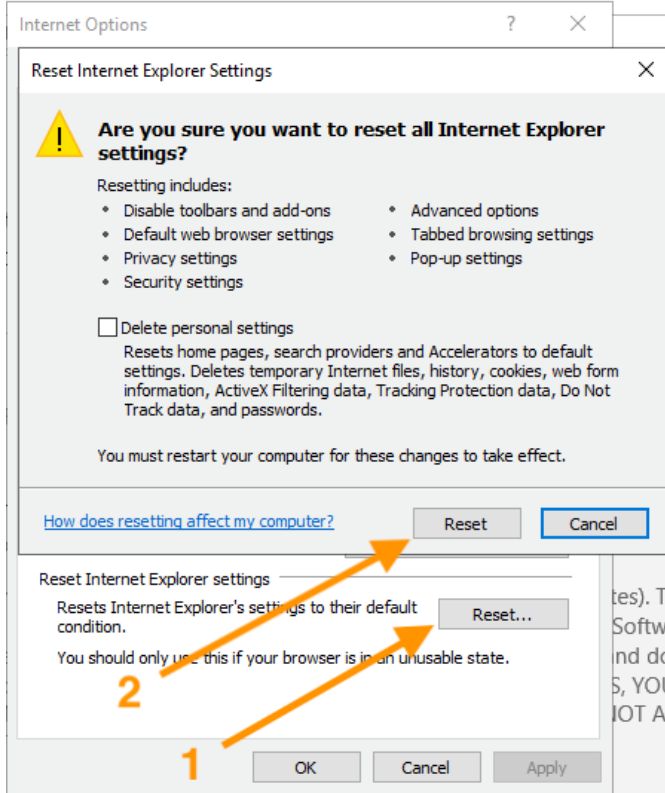 Internet Options
Reset Internet Explorer Settings
Are you sure you want to reset all Internet Explorer
settings?
Resetting includes:
• Disable toolbars and add-ons
• Default web browser settings
• Privacy settings
• Security settings
• Advanced options
• Tabbed browsing settings
• Pop-up settings
Delete personal settings
Resets home pages, search providers and Accelerators to default
settings. Deletes temporary Internet files, history, cookies, web form
information, ActiveX Filtering data, Tracking Protection data, Do Not
Track data, and passwords.
You must restart your computer for these changes to take effect.
How does resetting affect my computer?
Reset
Cancel
Reset Internet Explorer settings
Resets Internet Explorer's settings to their default
condition.
Reset...
You should only use this if your browser is in an unusable state.
2
1
OK
Cancel
Apply